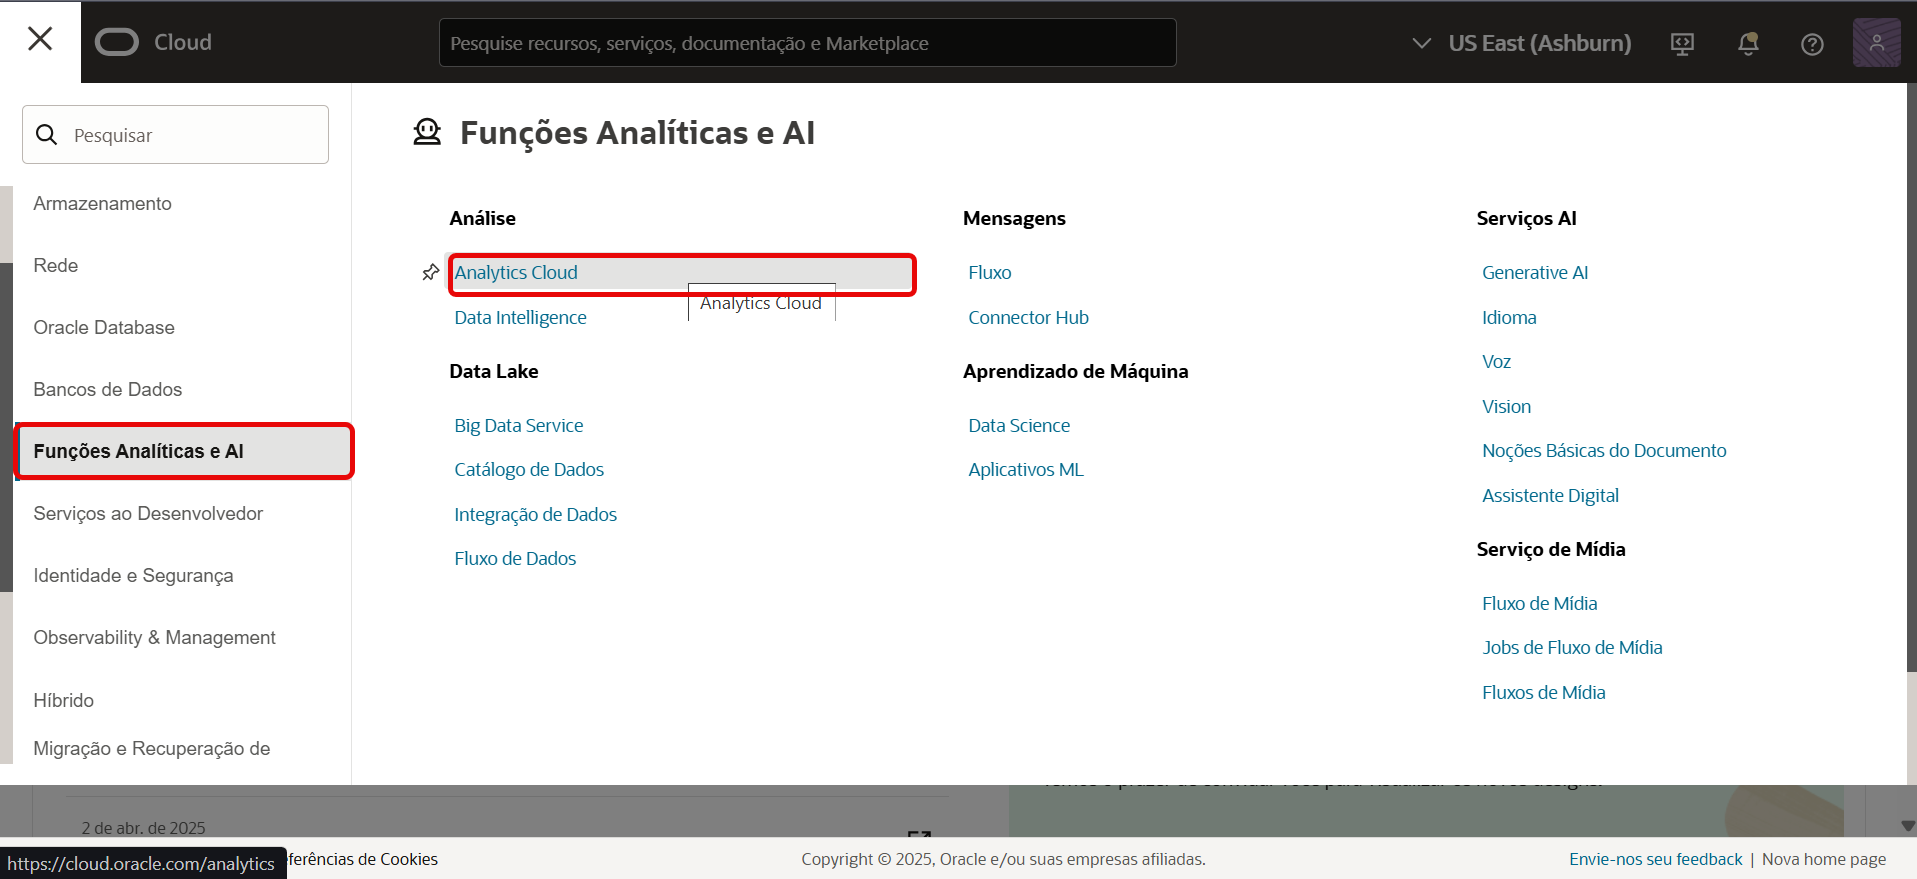 Cloud
Pesquise recursos, serviços, documentação e Marketplace
US East (Ashburn)
Pesquisar
Armazenamento
Rede
Oracle Database
Bancos de Dados
Funções Analíticas e AI
Serviços ao Desenvolvedor
Identidade e Segurança
Observability & Management
Híbrido
Migração e Recuperação de
Funções Analíticas e AI
Análise
Analytics Cloud
Analytics Cloud
Data Intelligence
Data Lake
Big Data Service
Catálogo de Dados
Integração de Dados
Fluxo de Dados
Mensagens
Fluxo
Connector Hub
Aprendizado de Máquina
Data Science
Aplicativos ML
Serviços AI
Generative AI
Idioma
Voz
Vision
Noções Básicas do Documento
Assistente Digital
Serviço de Mídia
Fluxo de Mídia
Jobs de Fluxo de Mídia
Fluxos de Mídia
2 de abr. de 2025
https://cloud.oracle.com/analytics
eferências de Cookies
Copyright © 2025, Oracle e/ou suas empresas afiliadas.
Envie-nos seu feedback | Nova home page